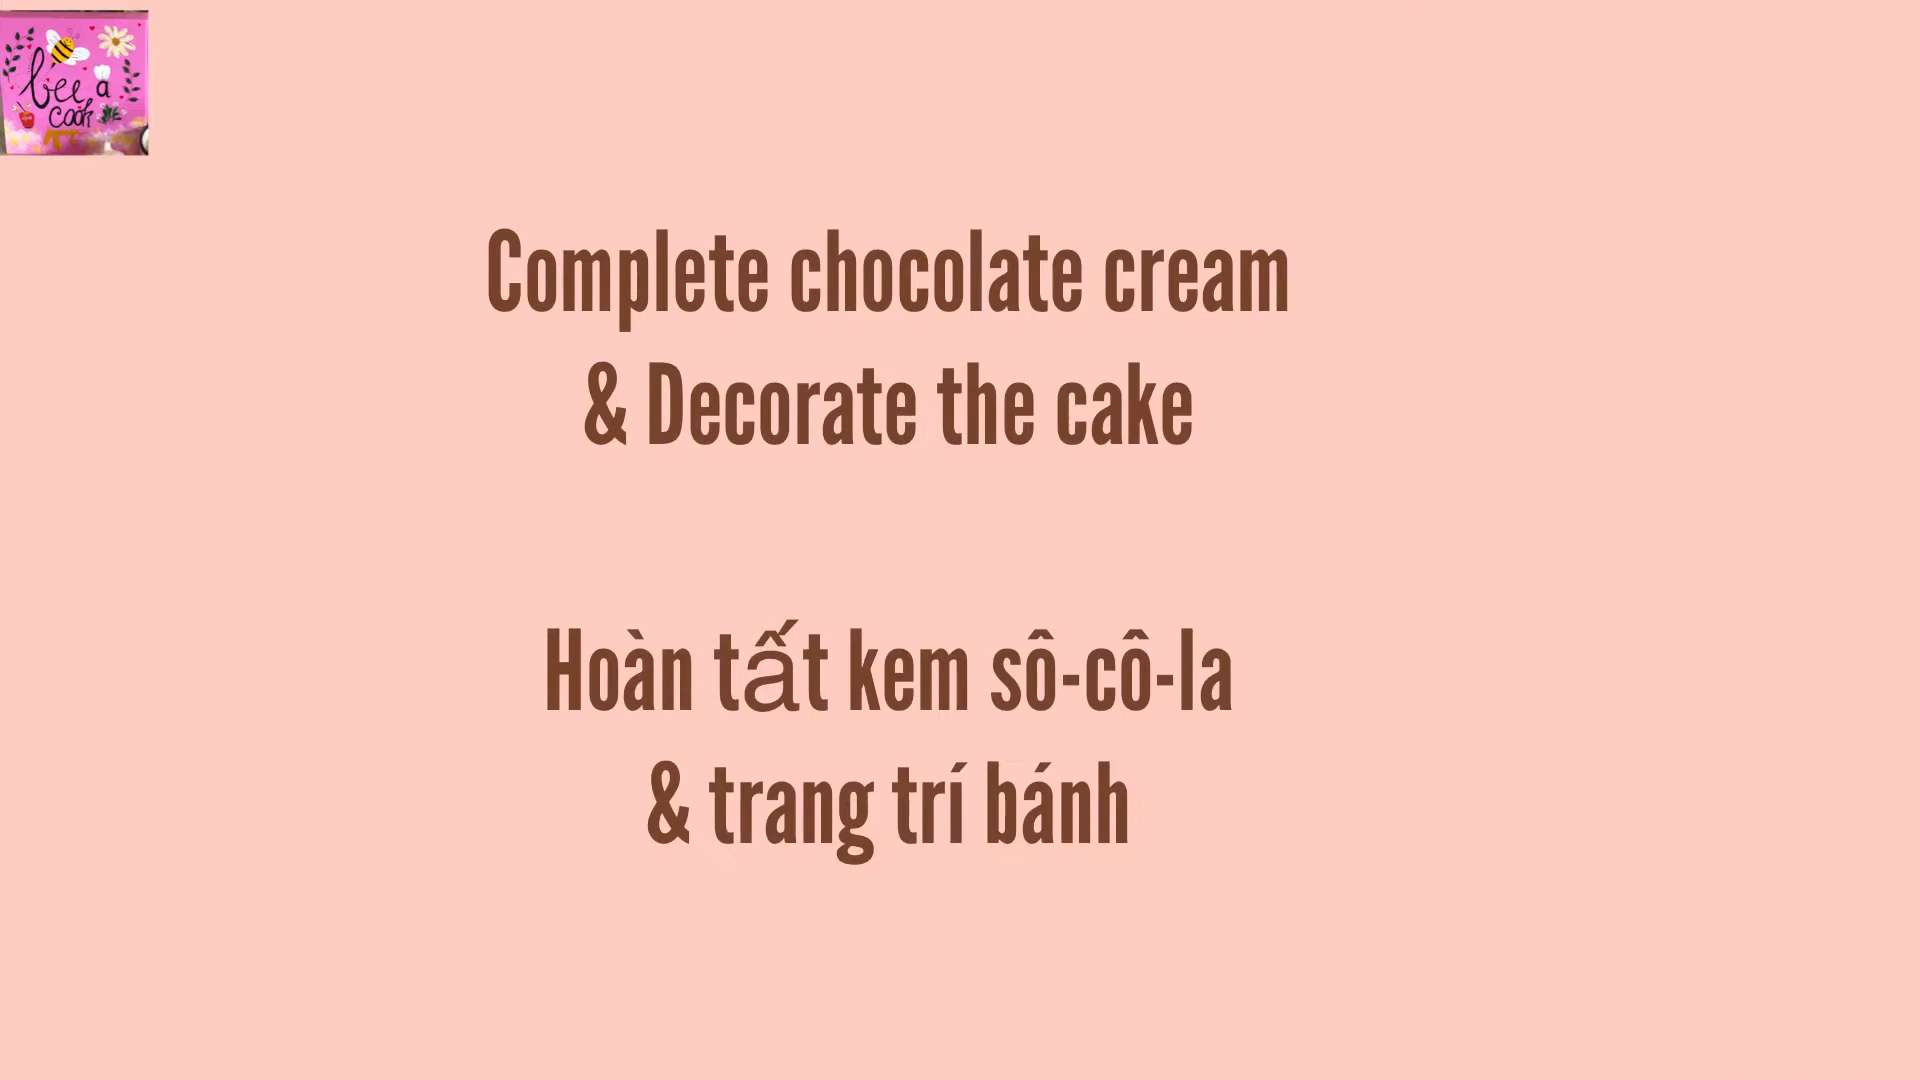 bee a
cook
Complete chocolate cream
& Decorate the cake
Hoàn tất kem sô-cô-la
& trang trí bánh